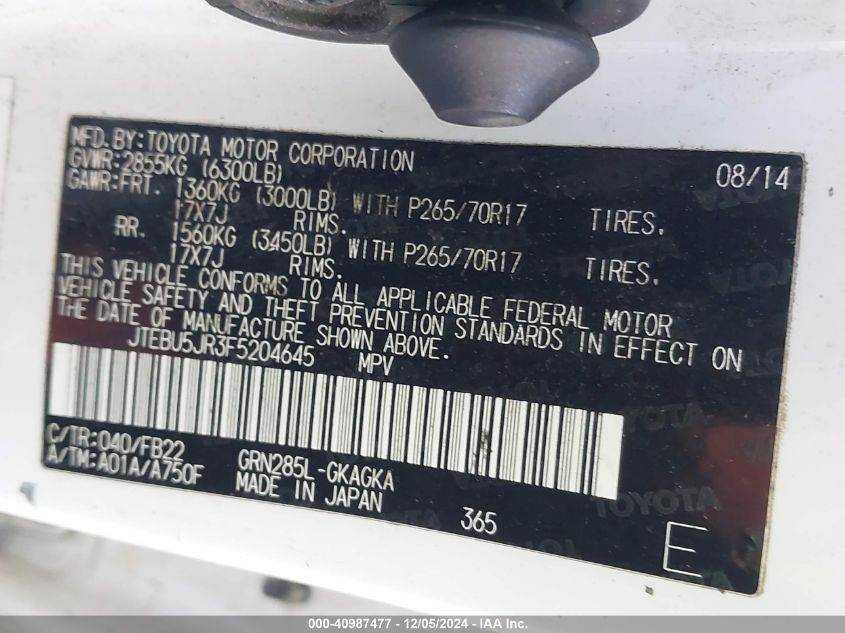 MFD.BY:TOYOTA MOTOR CORPORATION 08/14
GVWR:2855KG (6300LB)
GAWR:FRT. 1360KG (3000LB) WITH P265/70R17 TIRES.
17X7J RIMS.
RR. 1560KG (3450LB) WITH P265/70R17 TIRES.
17X7J RIMS.
THIS VEHICLE CONFORMS TO ALL APPLICABLE FEDERAL MOTOR
VEHICLE SAFETY AND THEFT PREVENTION STANDARDS IN EFFECT ON
THE DATE OF MANUFACTURE SHOWN ABOVE.
JTEBU5JR3F5204645 MPV
C/TR:040/FB22
A/TM:A01A/A750F
GRN285L-GKAGKA
MADE IN JAPAN
365
E
TOYOTA
000-40987477 - 12/05/2024 - IAA, Inc.